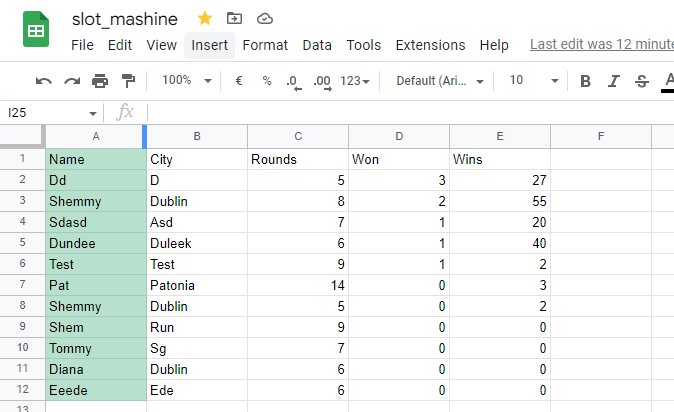 slot_mashine
File Edit View Insert Format Data Tools Extensions Help Last edit was 12
100% € % .0 .00 123 Default (Ari... 10 B I S A
I25 fx
A B C D E F
1 Name City Rounds Won Wins
2 Dd D 5 3 27
3 Shemmy Dublin 8 2 55
4 Sdasd Asd 7 1 20
5 Dundee Duleek 6 1 40
6 Test Test 9 1 2
7 Pat Patonia 14 0 3
8 Shemmy Dublin 5 0 2
9 Shem Run 9 0 0
10 Tommy Sg 7 0 0
11 Diana Dublin 6 0 0
12 Eeede Ede 6 0 0
13